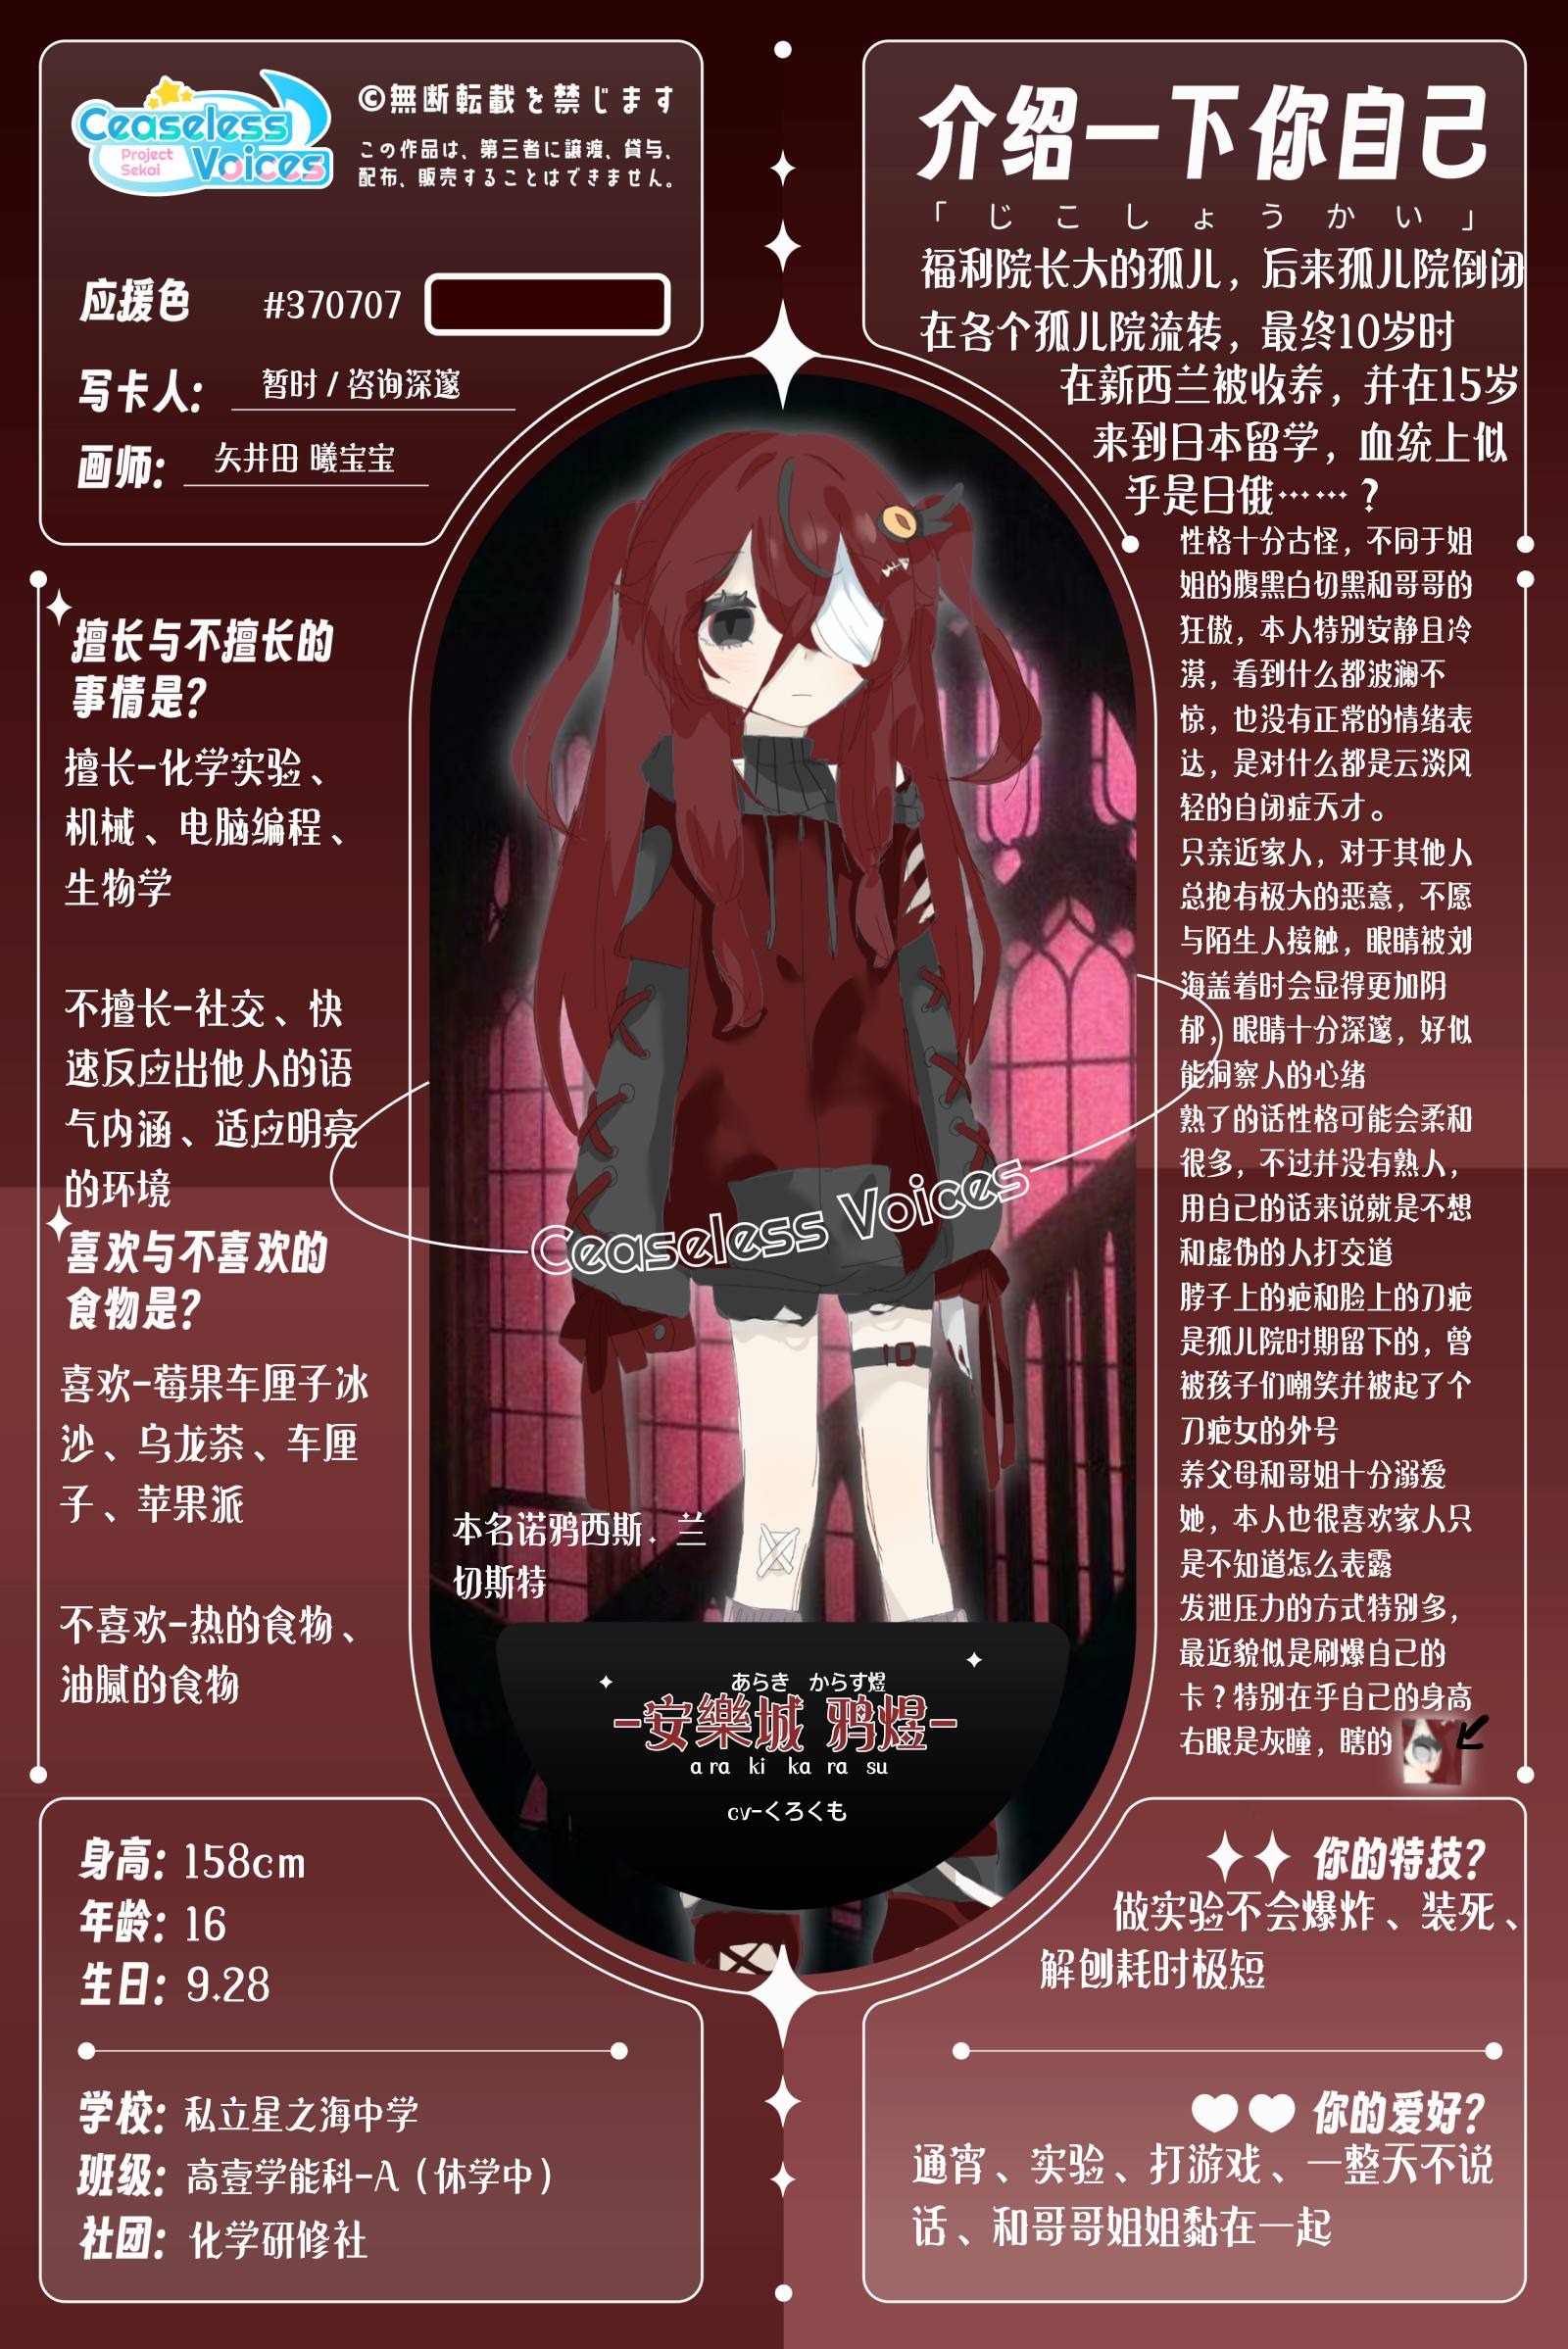 Ceaseless
Voices
Project
Sekai
©無断転載を禁じます
この作品は、第三者に譲渡、貸与、
配布、販売することはできません。
应援色 #370707
写卡人: 暂时 / 咨询深邃
画师: 矢井田 曦宝宝
介绍一下你自己
「じこしょうかい」
福利院长大的孤儿，后来孤儿院倒闭
在各个孤儿院流转，最终10岁时
在新西兰被收养，并在15岁
来到日本留学，血统上似
乎是日俄……？
性格十分古怪，不同于姐
姐的腹黑白切黑和哥哥的
狂傲，本人特别安静且冷
漠，看到什么都波澜不
惊，也没有正常的情绪表
达，是对什么都是云淡风
轻的自闭症天才。
只亲近家人，对于其他人
总抱有极大的恶意，不愿
与陌生人接触，眼睛被刘
海盖着时会显得更加阴
郁，眼睛十分深邃，好似
能洞察人的心绪
熟了的话性格可能会柔和
很多，不过并没有熟人，
用自己的话来说就是不想
和虚伪的人打交道
脖子上的疤和脸上的刀疤
是孤儿院时期留下的，曾
被孩子们嘲笑并被起了个
刀疤女的外号
养父母和哥姐十分溺爱
她，本人也很喜欢家人只
是不知道怎么表露
发泄压力的方式特别多，
最近貌似是刷爆自己的
卡？特别在乎自己的身高
右眼是灰瞳，瞎的
擅长与不擅长的
事情是?
擅长-化学实验、
机械、电脑编程、
生物学
不擅长-社交、快
速反应出他人的语
气内涵、适应明亮
的环境
喜欢与不喜欢的
食物是?
喜欢-莓果车厘子冰
沙、乌龙茶、车厘
子、苹果派
不喜欢-热的食物、
油腻的食物
Ceaseless Voices
本名诺鸦西斯．兰
切斯特
あらき からす煜
-安樂城 鸦煜-
a ra ki ka ra su
cv-くろくも
身高: 158cm
年龄: 16
生日: 9.28
学校: 私立星之海中学
班级: 高壹学能科-A（休学中）
社团: 化学研修社
你的特技?
做实验不会爆炸、装死、
解刨耗时极短
你的爱好?
通宵、实验、打游戏、一整天不说
话、和哥哥姐姐黏在一起